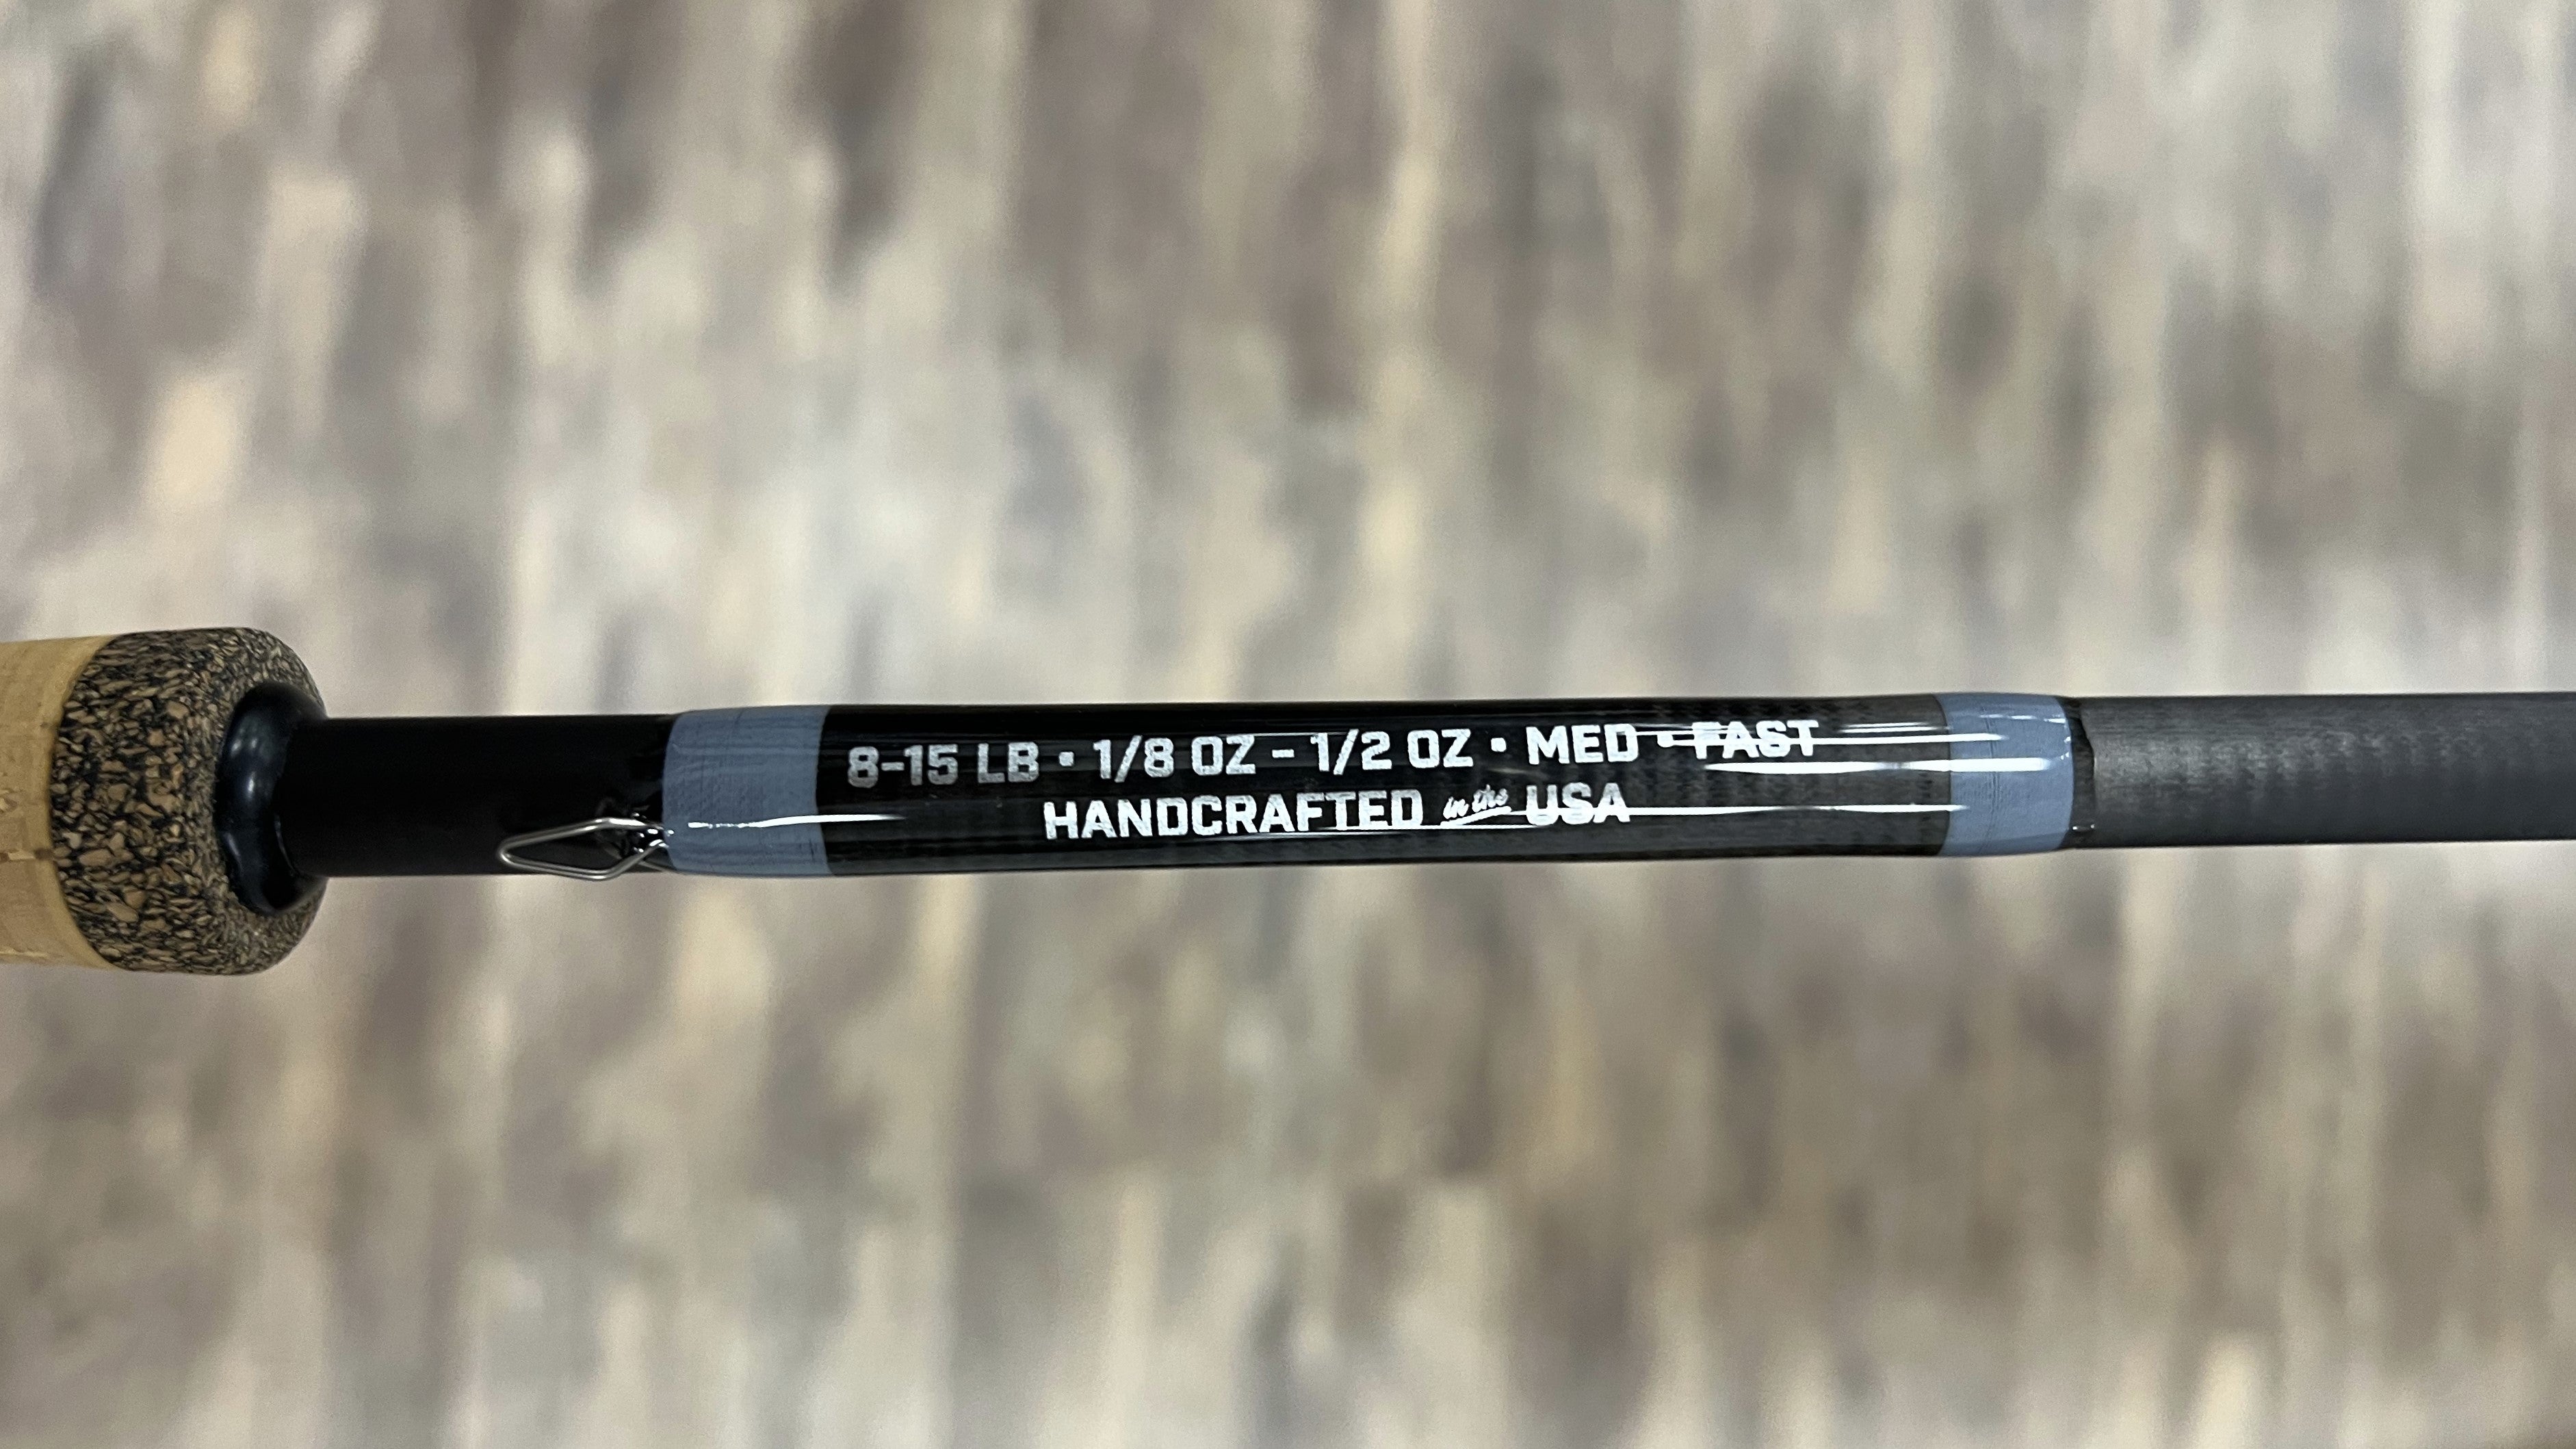 8-15 LB • 1/8 OZ - 1/2 OZ • MED • FAST
HANDCRAFTED in the USA